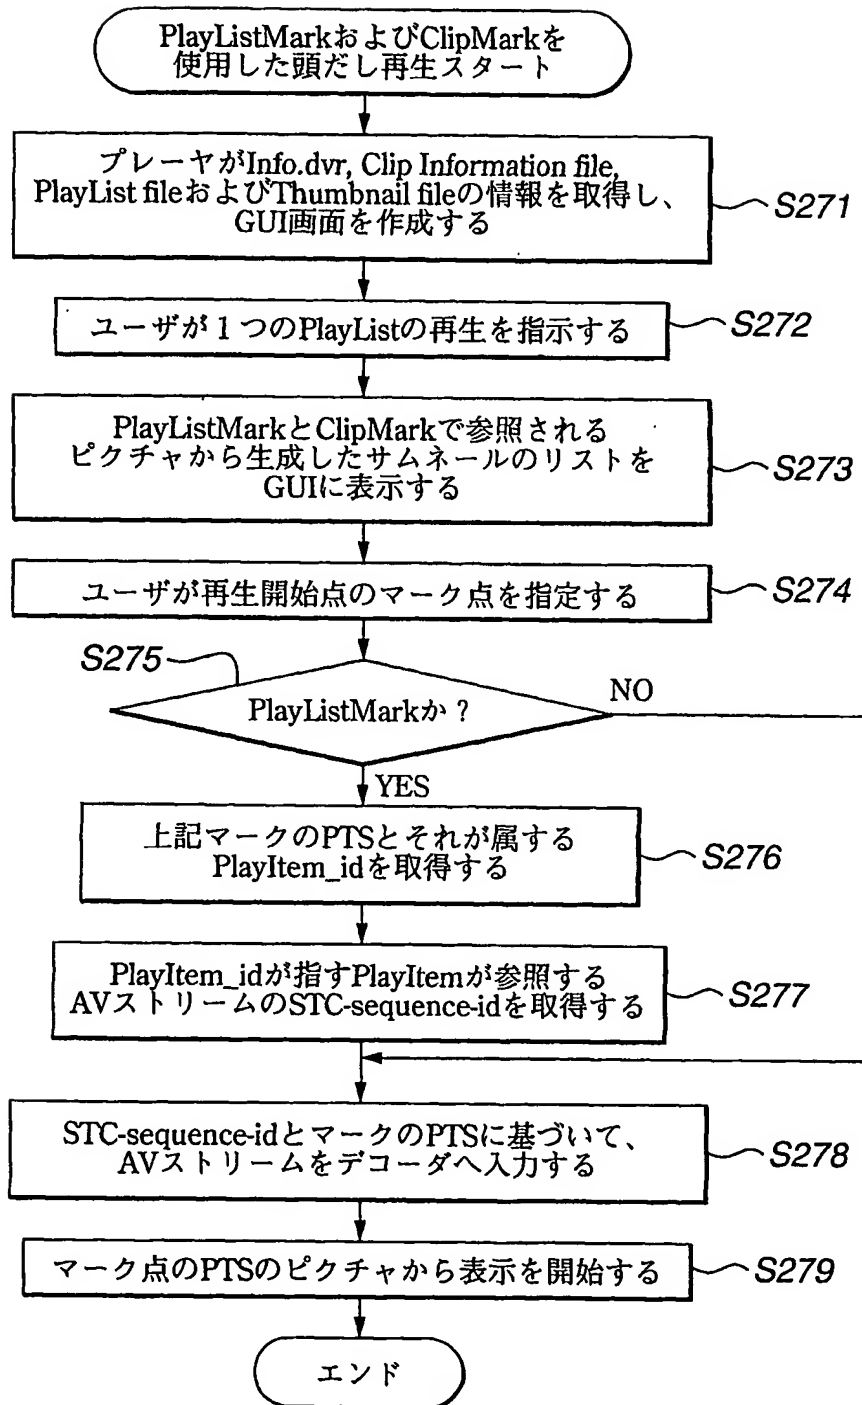 PlayListMarkおよびClipMarkを
使用した頭だし再生スタート
プレーヤがInfo.dvr, Clip Information file,
PlayList fileおよびThumbnail fileの情報を取得し、
GUI画面を作成する
S271
ユーザが1つのPlayListの再生を指示する
S272
PlayListMarkとClipMarkで参照される
ピクチャから生成したサムネールのリストを
GUIに表示する
S273
ユーザが再生開始点のマーク点を指定する
S274
S275
PlayListMarkか?
NO
YES
上記マークのPTSとそれが属する
PlayItem_idを取得する
S276
PlayItem_idが指すPlayItemが参照する
AVストリームのSTC-sequence-idを取得する
S277
STC-sequence-idとマークのPTSに基づいて、
AVストリームをデコーダへ入力する
S278
マーク点のPTSのピクチャから表示を開始する
S279
エンド